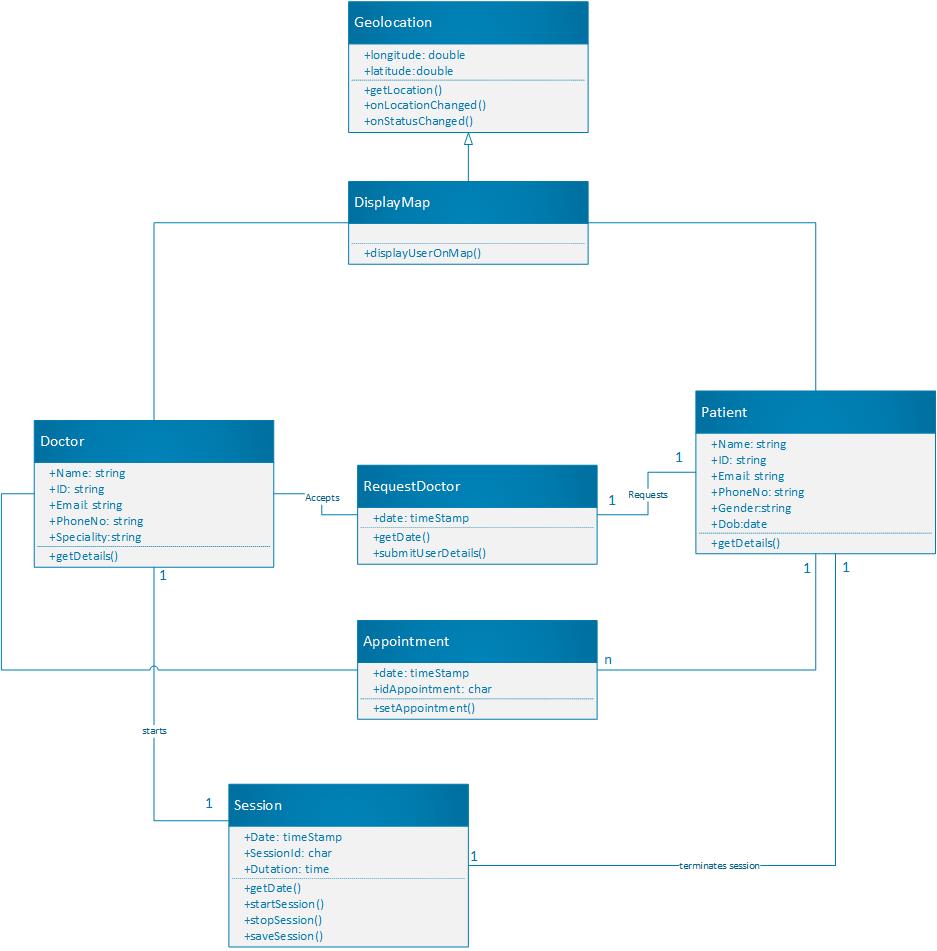 Geolocation
+longitude: double
+latitude:double
+getLocation()
+onLocationChanged()
+onStatusChanged()
DisplayMap
+displayUserOnMap()
Doctor
+Name: string
+ID: string
+Email: string
+PhoneNo: string
+Speciality:string
+getDetails()
Accepts
RequestDoctor
+date: timeStamp
+getDate()
+submitUserDetails()
1
Requests
1
Patient
+Name: string
+ID: string
+Email: string
+PhoneNo: string
+Gender:string
+Dob:date
+getDetails()
1
1
1
Appointment
+date: timeStamp
+idAppointment: char
+setAppointment()
n
starts
1
Session
+Date: timeStamp
+SessionId: char
+Dutation: time
+getDate()
+startSession()
+stopSession()
+saveSession()
1
terminates session